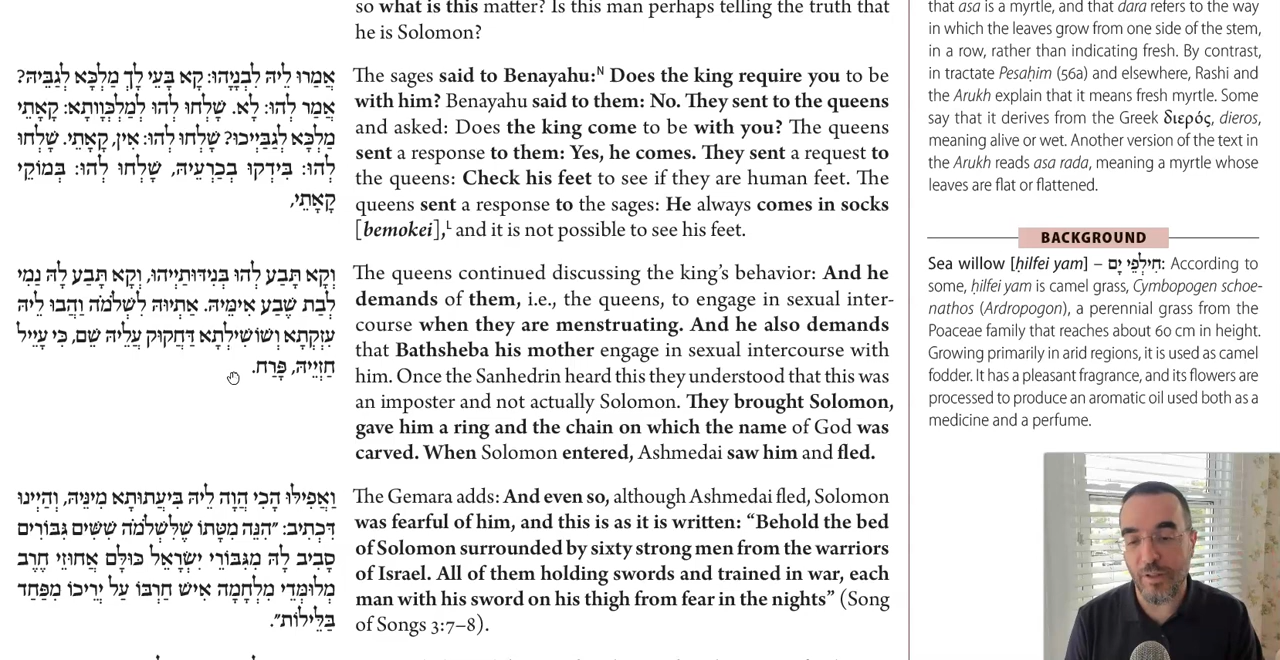 so what is this matter? Is this man perhaps telling the truth that
he is Solomon?
אֲמַרוּ לֵיהּ לִבְנָיָהוּ: קָא בָּעֵי לָךְ מַלְכָּא לְגַבֵּיהּ?
אֲמַר לְהוּ: לָא. שְׁלַחוּ לְהוּ לְמַלְכְּווֹתָא: קָאָתֵי
מַלְכָּא לְגַבַּיְיכוּ? שְׁלַחוּ לְהוּ: אִין, קָאָתֵי. שְׁלַחוּ
לְהוּ: בִּידְקוּ בְּכַרְעֵיהּ, שְׁלַחוּ לְהוּ: בְּמוֹקֵי
קָאָתֵי,
The sages said to Benayahu:N Does the king require you to be
with him? Benayahu said to them: No. They sent to the queens
and asked: Does the king come to be with you? The queens
sent a response to them: Yes, he comes. They sent a request to
the queens: Check his feet to see if they are human feet. The
queens sent a response to the sages: He always comes in socks
[bemokei],L and it is not possible to see his feet.
וְקָא תָּבַע לְהוּ בְּנִידּוּתַיְיהוּ, וְקָא תָּבַע לָהּ נָמֵי
לְבַת שֶׁבַע אִימֵּיהּ. אַתְיוּהּ לִשְׁלֹמֹה וַהֲבוּ לֵיהּ
עִזְקְתָא וְשׁוֹשִׁילְתָּא דַּחֲקוּק עֲלֵיהּ שֵׁם, כִּי עָיֵיל
חַזְיֵיהּ, פְּרַח.
The queens continued discussing the king's behavior: And he
demands of them, i.e., the queens, to engage in sexual inter-
course when they are menstruating. And he also demands
that Bathsheba his mother engage in sexual intercourse with
him. Once the Sanhedrin heard this they understood that this was
an imposter and not actually Solomon. They brought Solomon,
gave him a ring and the chain on which the name of God was
carved. When Solomon entered, Ashmedai saw him and fled.
וַאֲפִילּוּ הָכִי הֲוָה לֵיהּ בִּיעֲתוּתָא מִינֵּיהּ, וְהַיְינוּ
דִּכְתִיב: "הִנֵּה מִטָּתוֹ שֶׁלִּשְׁלֹמֹה שִׁשִּׁים גִּבּוֹרִים
סָבִיב לָהּ מִגִּבּוֹרֵי יִשְׂרָאֵל כּוּלָּם אֲחוּזֵי חֶרֶב
מְלוּמְּדֵי מִלְחָמָה אִישׁ חַרְבּוֹ עַל יְרֵיכוֹ מִפַּחַד
בַּלֵּילוֹת".
The Gemara adds: And even so, although Ashmedai fled, Solomon
was fearful of him, and this is as it is written: “Behold the bed
of Solomon surrounded by sixty strong men from the warriors
of Israel. All of them holding swords and trained in war, each
man with his sword on his thigh from fear in the nights” (Song
of Songs 3:7–8).
that asa is a myrtle, and that dara refers to the way
in which the leaves grow from one side of the stem,
in a row, rather than indicating fresh. By contrast,
in tractate Pesaḥim (56a) and elsewhere, Rashi and
the Arukh explain that it means fresh myrtle. Some
say that it derives from the Greek διερός, dieros,
meaning alive or wet. Another version of the text in
the Arukh reads asa rada, meaning a myrtle whose
leaves are flat or flattened.
BACKGROUND
Sea willow [ḥilfei yam] – חִילְפֵי יָם: According to
some, ḥilfei yam is camel grass, Cymbopogen schoe-
nathos (Ardropogon), a perennial grass from the
Poaceae family that reaches about 60 cm in height.
Growing primarily in arid regions, it is used as camel
fodder. It has a pleasant fragrance, and its flowers are
processed to produce an aromatic oil used both as a
medicine and a perfume.